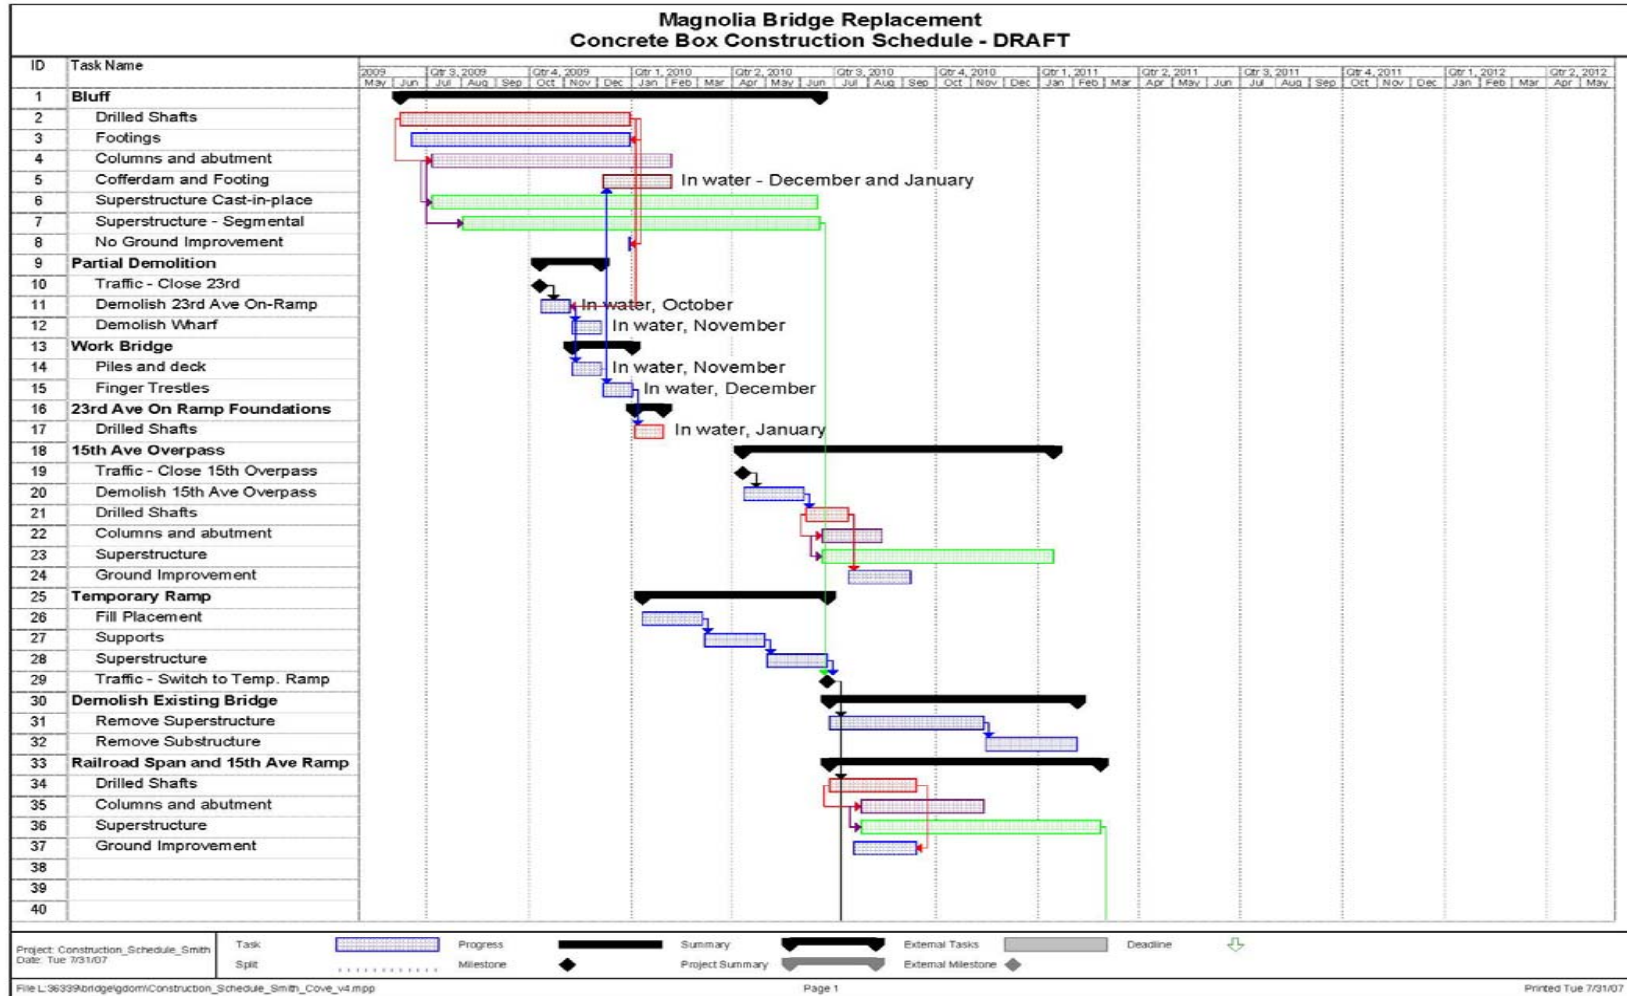 Magnolia Bridge Replacement
Concrete Box Construction Schedule - DRAFT
ID Task Name
2009 Qtr 3, 2009 Qtr 4, 2009 Qtr 1, 2010 Qtr 2, 2010 Qtr 3, 2010 Qtr 4, 2010 Qtr 1, 2011 Qtr 2, 2011 Qtr 3, 2011 Qtr 4, 2011 Qtr 1, 2012 Qtr 2, 2012
May Jun Jul Aug Sep Oct Nov Dec Jan Feb Mar Apr May Jun Jul Aug Sep Oct Nov Dec Jan Feb Mar Apr May Jun Jul Aug Sep Oct Nov Dec Jan Feb Mar Apr May
1 Bluff
2 Drilled Shafts
3 Footings
4 Columns and abutment
5 Cofferdam and Footing In water - December and January
6 Superstructure Cast-in-place
7 Superstructure - Segmental
8 No Ground Improvement
9 Partial Demolition
10 Traffic - Close 23rd
11 Demolish 23rd Ave On-Ramp In water, October
12 Demolish Wharf In water, November
13 Work Bridge
14 Piles and deck In water, November
15 Finger Trestles In water, December
16 23rd Ave On Ramp Foundations
17 Drilled Shafts In water, January
18 15th Ave Overpass
19 Traffic - Close 15th Overpass
20 Demolish 15th Ave Overpass
21 Drilled Shafts
22 Columns and abutment
23 Superstructure
24 Ground Improvement
25 Temporary Ramp
26 Fill Placement
27 Supports
28 Superstructure
29 Traffic - Switch to Temp. Ramp
30 Demolish Existing Bridge
31 Remove Superstructure
32 Remove Substructure
33 Railroad Span and 15th Ave Ramp
34 Drilled Shafts
35 Columns and abutment
36 Superstructure
37 Ground Improvement
38
39
40
Project: Construction_Schedule_Smith
Date: Tue 7/31/07
Task Progress Summary External Tasks Deadline
Split Milestone Project Summary External Milestone
File L:36339\bridge\gdom\Construction_Schedule_Smith_Cove_v4.mpp Page 1 Printed Tue 7/31/07